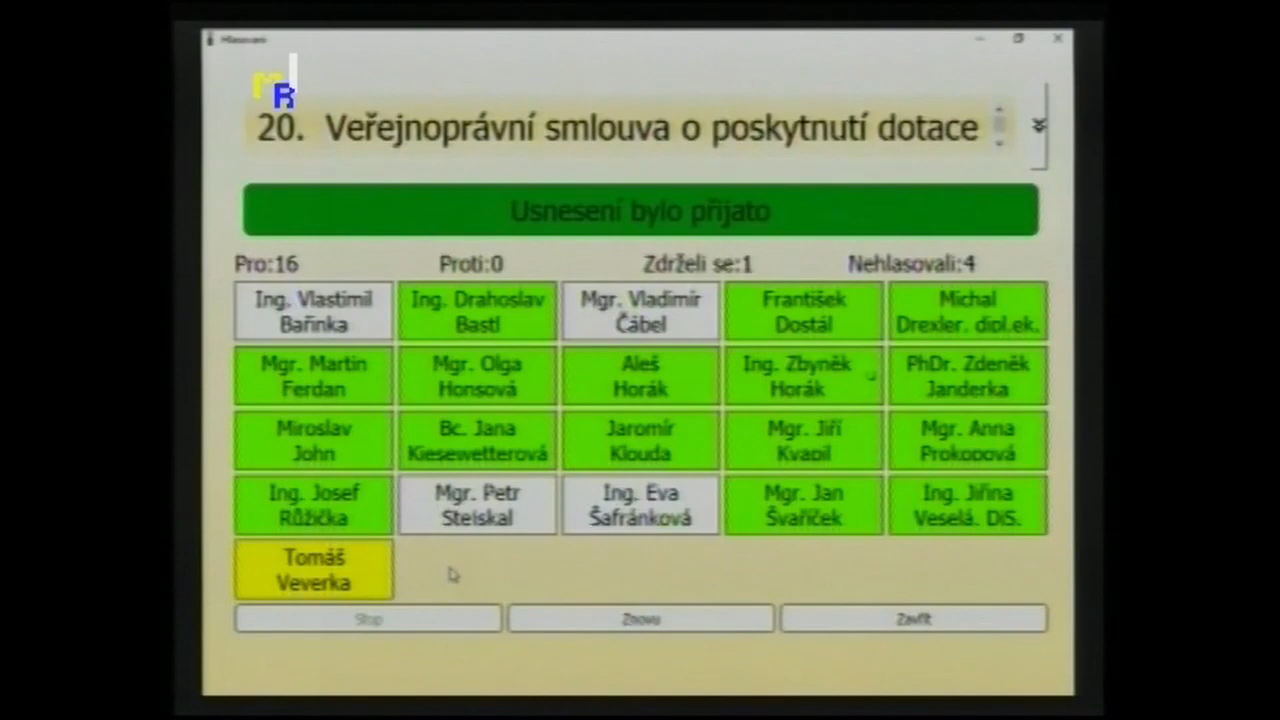 Hlasování
MR
20. Veřejnoprávní smlouva o poskytnutí dotace
Usnesení bylo přijato
Pro:16 Proti:0 Zdrželi se:1 Nehlasovali:4
Ing. Vlastimil
Bařinka
Ing. Drahoslav
Bastl
Mgr. Vladimír
Čábel
František
Dostál
Michal
Drexler. dipl.ek.
Mgr. Martin
Ferdan
Mgr. Olga
Honsová
Aleš
Horák
Ing. Zbyněk
Horák
PhDr. Zdeněk
Janderka
Miroslav
John
Bc. Jana
Kiesewetterová
Jaromír
Klouda
Mgr. Jiří
Kvapil
Mgr. Anna
Prokopová
Ing. Josef
Růžička
Mgr. Petr
Stejskal
Ing. Eva
Šafránková
Mgr. Jan
Švaříček
Ing. Jiřina
Veselá. DiS.
Tomáš
Veverka
Stop Znovu Zavřít